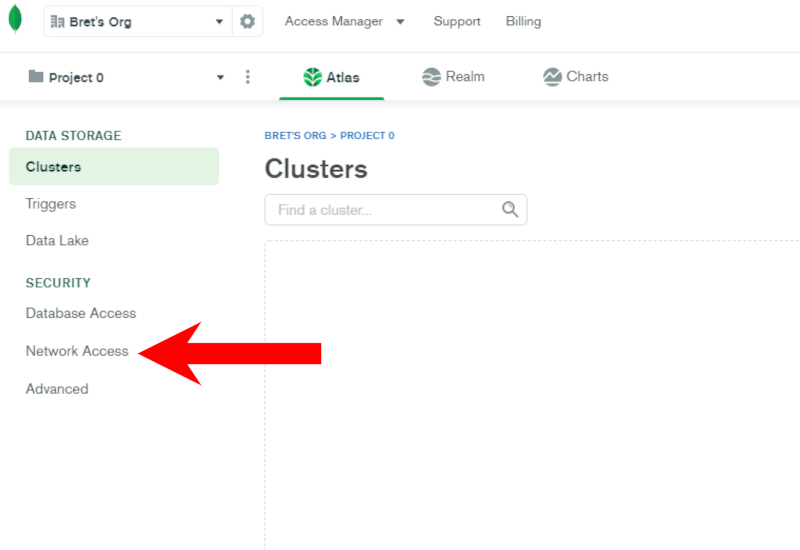 Bret's Org
Access Manager
Support
Billing
Project 0
Atlas
Realm
Charts
DATA STORAGE
Clusters
Triggers
Data Lake
SECURITY
Database Access
Network Access
Advanced
BRET'S ORG > PROJECT 0
Clusters
Find a cluster...